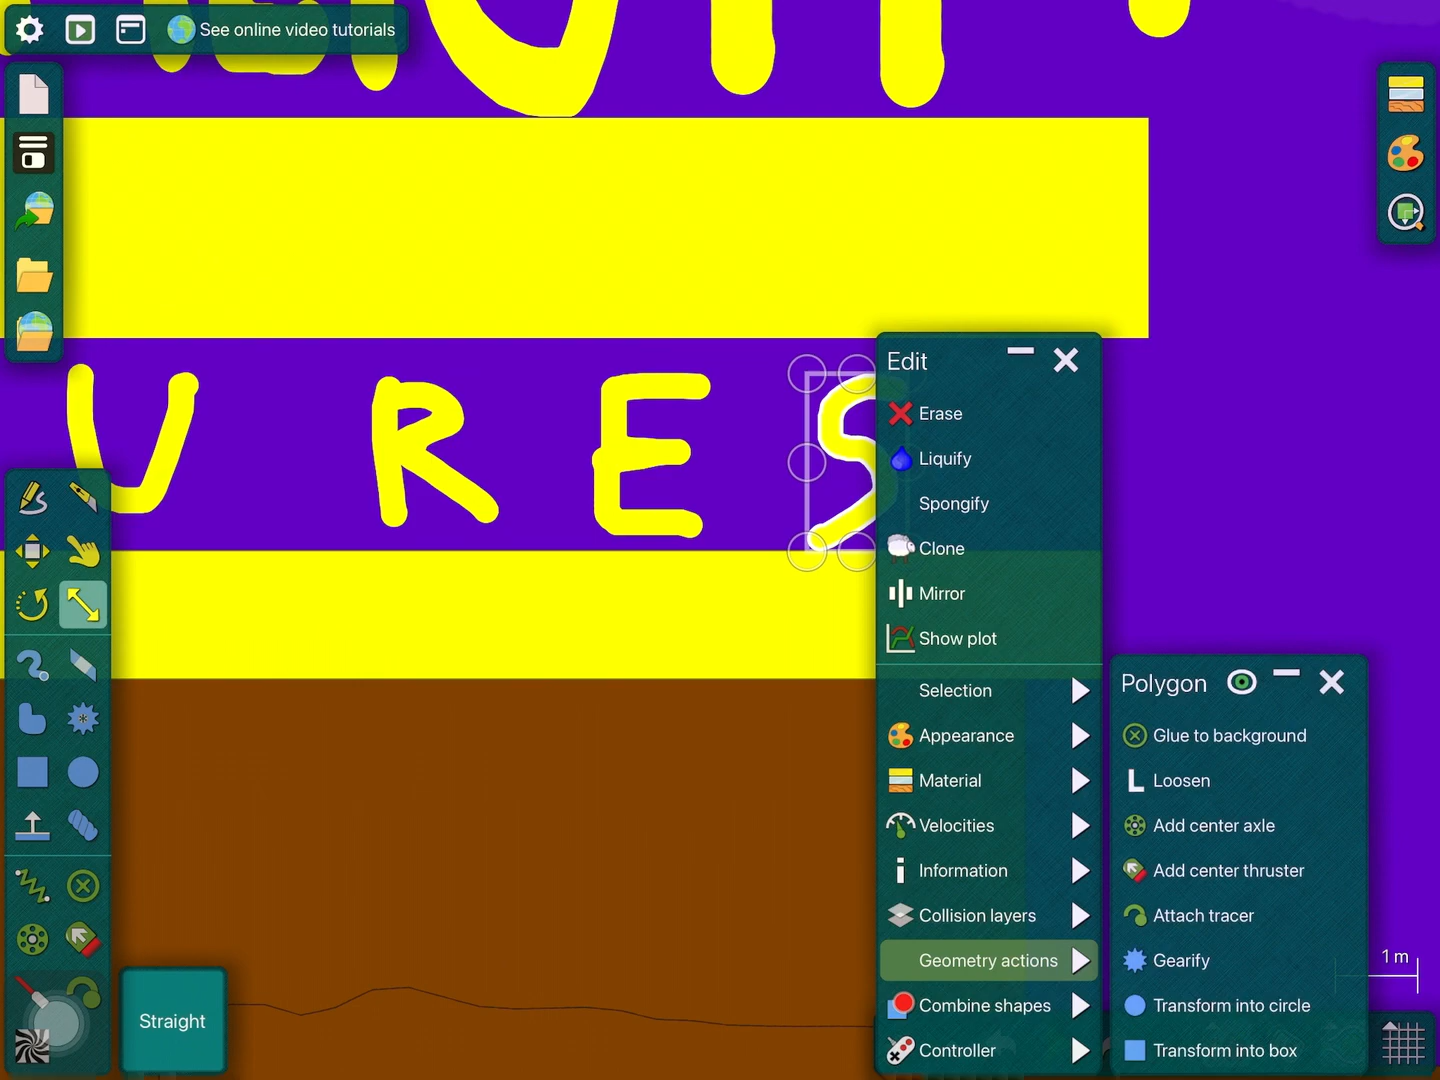 See online video tutorials
U R E S
Edit
Erase
Liquify
Spongify
Clone
Mirror
Show plot
Selection
Appearance
Material
Velocities
Information
Collision layers
Geometry actions
Combine shapes
Controller
Polygon
Glue to background
Loosen
Add center axle
Add center thruster
Attach tracer
Gearify
Transform into circle
Transform into box
1 m
Straight